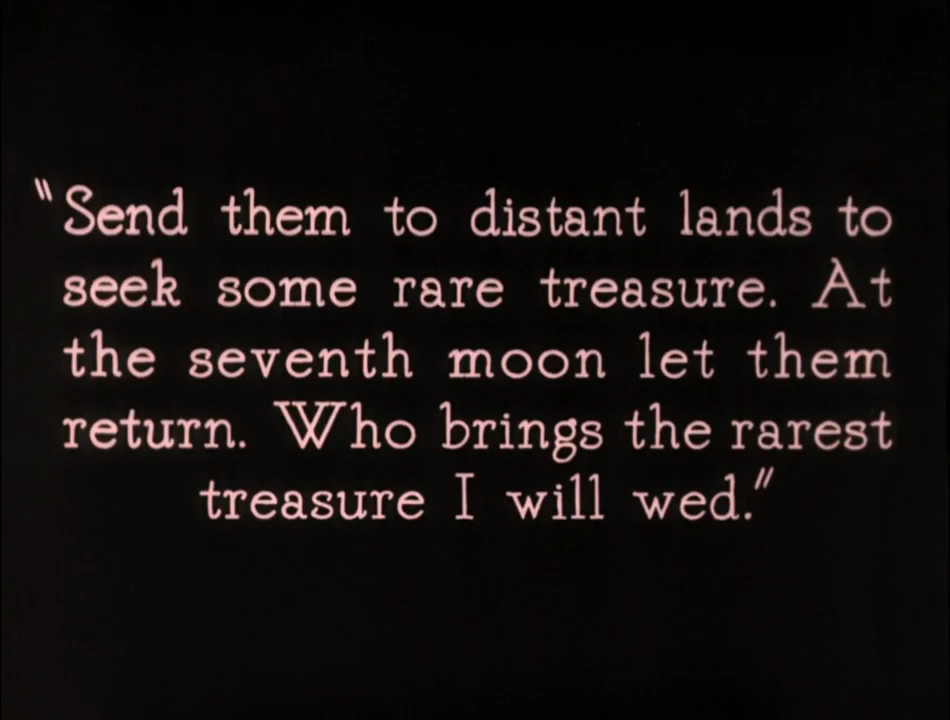 "Send them to distant lands to
seek some rare treasure. At
the seventh moon let them
return. Who brings the rarest
treasure I will wed."